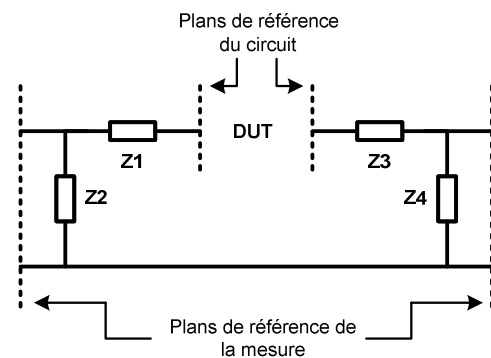 Plans de référence
du circuit
DUT
Z1
Z3
Z2
Z4
Plans de référence de
la mesure